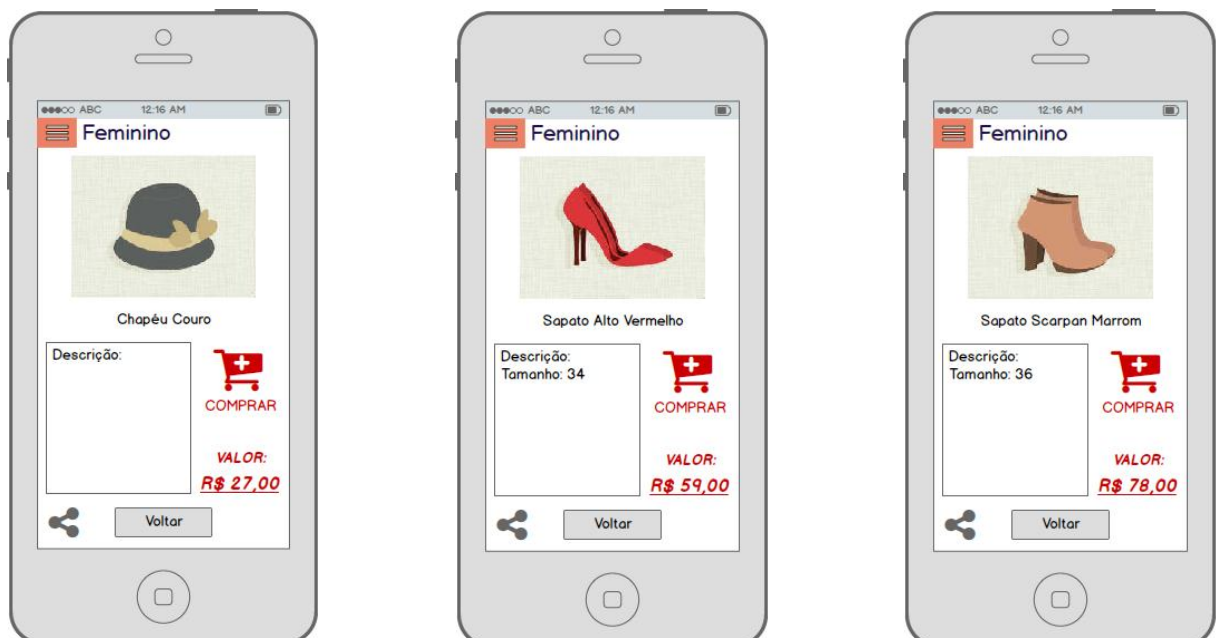 ABC 12:16 AM
Feminino
Chapéu Couro
Descrição:
COMPRAR
VALOR:
R$ 27,00
Voltar
ABC 12:16 AM
Feminino
Sapato Alto Vermelho
Descrição:
Tamanho: 34
COMPRAR
VALOR:
R$ 59,00
Voltar
ABC 12:16 AM
Feminino
Sapato Scarpan Marrom
Descrição:
Tamanho: 36
COMPRAR
VALOR:
R$ 78,00
Voltar